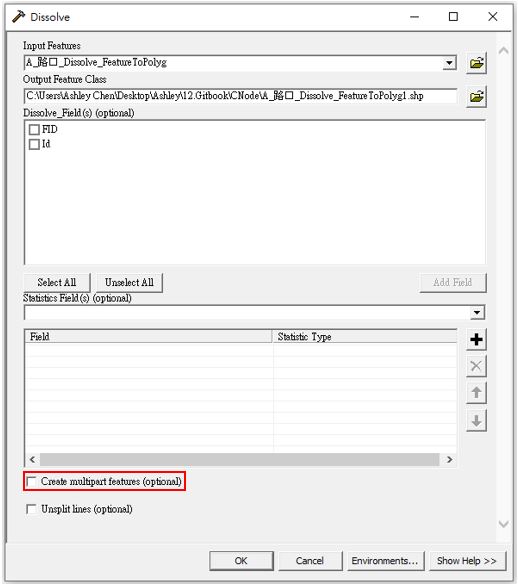 Dissolve
Input Features
A_路口_Dissolve_FeatureToPolyg
Output Feature Class
C:\Users\Ashley Chen\Desktop\Ashley\12.Gitbook\CNode\A_路口_Dissolve_FeatureToPolyg1.shp
Dissolve_Field(s) (optional)
FID
Id
Select All Unselect All Add Field
Statistics Field(s) (optional)
Field Statistic Type
Create multipart features (optional)
Unsplit lines (optional)
OK Cancel Environments... Show Help >>